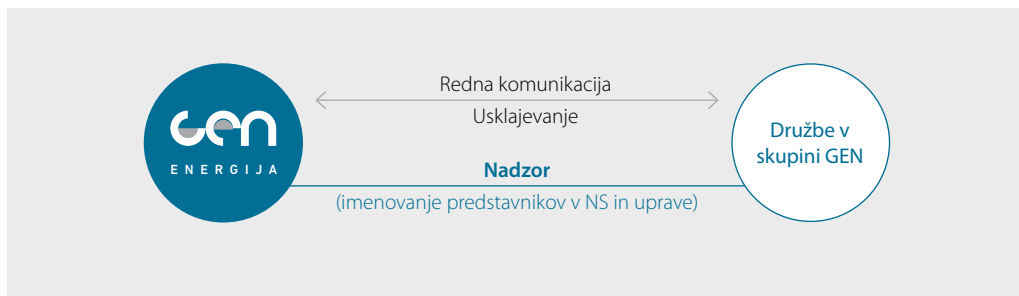 gen
ENERGIJA
Redna komunikacija
Usklajevanje
Nadzor
(imenovanje predstavnikov v NS in uprave)
Družbe v
skupini GEN